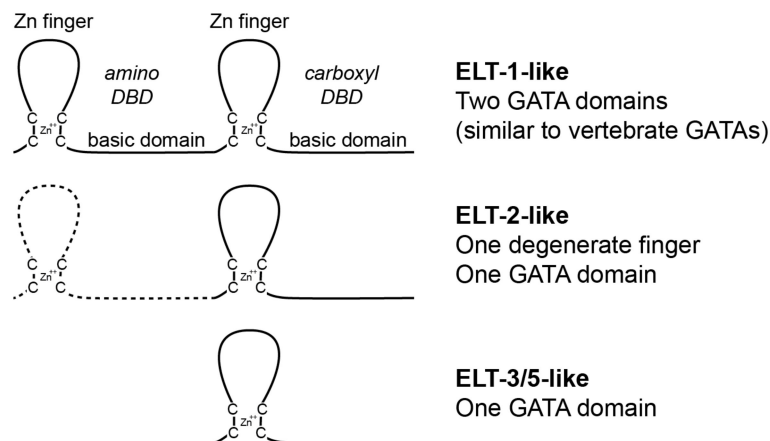 Zn finger
Zn finger
amino
DBD
carboxyl
DBD
C C
Zn++
C C
basic domain
C C
Zn++
C C
basic domain
ELT-1-like
Two GATA domains
(similar to vertebrate GATAs)
C C
Zn++
C C
C C
Zn++
C C
ELT-2-like
One degenerate finger
One GATA domain
C C
Zn++
C C
ELT-3/5-like
One GATA domain